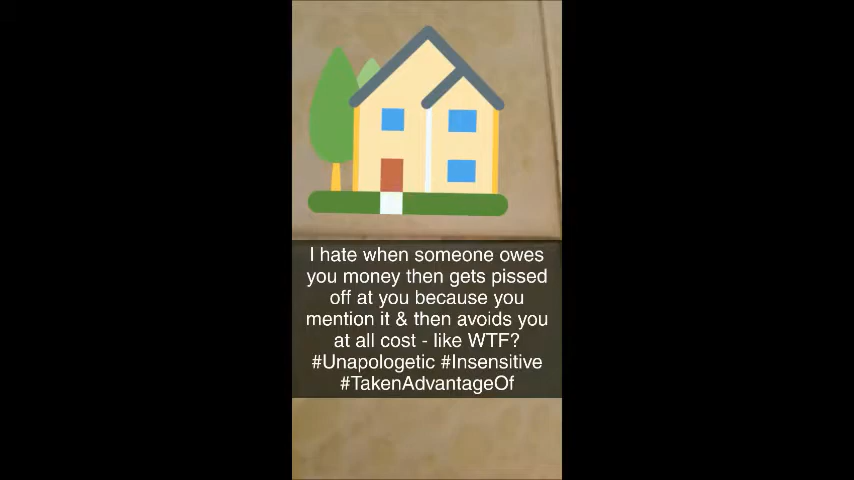 I hate when someone owes
you money then gets pissed
off at you because you
mention it & then avoids you
at all cost - like WTF?
#Unapologetic #Insensitive
#TakenAdvantageOf